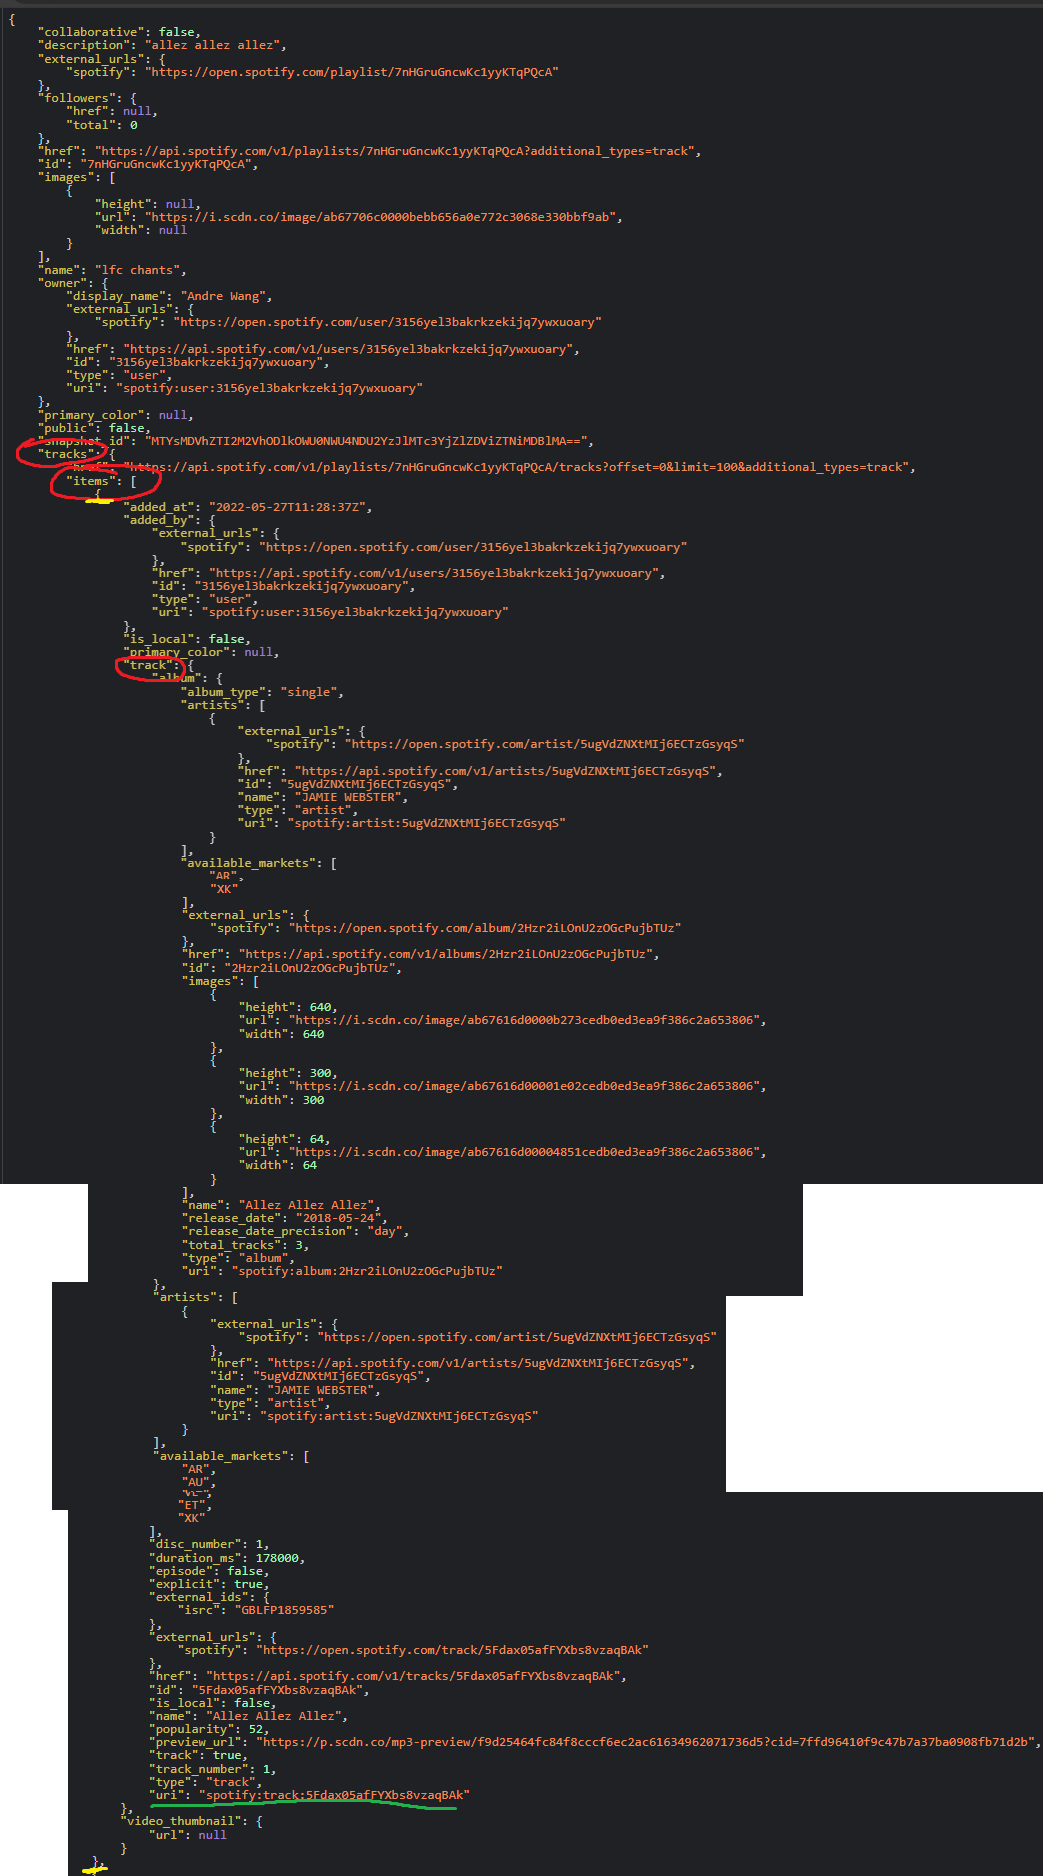 {
"collaborative": false,
"description": "allez allez allez",
"external_urls": {
"spotify": "https://open.spotify.com/playlist/7nHGruGncwKc1yyKTqPQcA"
},
"followers": {
"href": null,
"total": 0
},
"href": "https://api.spotify.com/v1/playlists/7nHGruGncwKc1yyKTqPQcA?additional_types=track",
"id": "7nHGruGncwKc1yyKTqPQcA",
"images": [
{
"height": null,
"url": "https://i.scdn.co/image/ab67706c0000bebb656a0e772c3068e330bbf9ab",
"width": null
}
],
"name": "lfc chants",
"owner": {
"display_name": "Andre Wang",
"external_urls": {
"spotify": "https://open.spotify.com/user/3156yel3bakrkzekijq7ywxuoary"
},
"href": "https://api.spotify.com/v1/users/3156yel3bakrkzekijq7ywxuoary",
"id": "3156yel3bakrkzekijq7ywxuoary",
"type": "user",
"uri": "spotify:user:3156yel3bakrkzekijq7ywxuoary"
},
"primary_color": null,
"public": false,
"snapshot_id": "MTYsMDVhZTI2M2VhODlkOWU0NWU4NDU2YzJlMTc3YjZlZDViZTNiMDBlMA==",
"tracks": {
"href": "https://api.spotify.com/v1/playlists/7nHGruGncwKc1yyKTqPQcA/tracks?offset=0&limit=100&additional_types=track",
"items": [
{
"added_at": "2022-05-27T11:28:37Z",
"added_by": {
"external_urls": {
"spotify": "https://open.spotify.com/user/3156yel3bakrkzekijq7ywxuoary"
},
"href": "https://api.spotify.com/v1/users/3156yel3bakrkzekijq7ywxuoary",
"id": "3156yel3bakrkzekijq7ywxuoary",
"type": "user",
"uri": "spotify:user:3156yel3bakrkzekijq7ywxuoary"
},
"is_local": false,
"primary_color": null,
"track": {
"album": {
"album_type": "single",
"artists": [
{
"external_urls": {
"spotify": "https://open.spotify.com/artist/5ugVdZNXtMIj6ECTzGsyqS"
},
"href": "https://api.spotify.com/v1/artists/5ugVdZNXtMIj6ECTzGsyqS",
"id": "5ugVdZNXtMIj6ECTzGsyqS",
"name": "JAMIE WEBSTER",
"type": "artist",
"uri": "spotify:artist:5ugVdZNXtMIj6ECTzGsyqS"
}
],
"available_markets": [
"AR",
"XK"
],
"external_urls": {
"spotify": "https://open.spotify.com/album/2Hzr2iLOnU2zOGcPujbTUz"
},
"href": "https://api.spotify.com/v1/albums/2Hzr2iLOnU2zOGcPujbTUz",
"id": "2Hzr2iLOnU2zOGcPujbTUz",
"images": [
{
"height": 640,
"url": "https://i.scdn.co/image/ab67616d0000b273cedb0ed3ea9f386c2a653806",
"width": 640
},
{
"height": 300,
"url": "https://i.scdn.co/image/ab67616d00001e02cedb0ed3ea9f386c2a653806",
"width": 300
},
{
"height": 64,
"url": "https://i.scdn.co/image/ab67616d00004851cedb0ed3ea9f386c2a653806",
"width": 64
}
],
"name": "Allez Allez Allez",
"release_date": "2018-05-24",
"release_date_precision": "day",
"total_tracks": 3,
"type": "album",
"uri": "spotify:album:2Hzr2iLOnU2zOGcPujbTUz"
},
"artists": [
{
"external_urls": {
"spotify": "https://open.spotify.com/artist/5ugVdZNXtMIj6ECTzGsyqS"
},
"href": "https://api.spotify.com/v1/artists/5ugVdZNXtMIj6ECTzGsyqS",
"id": "5ugVdZNXtMIj6ECTzGsyqS",
"name": "JAMIE WEBSTER",
"type": "artist",
"uri": "spotify:artist:5ugVdZNXtMIj6ECTzGsyqS"
}
],
"available_markets": [
"AR",
"AU",
"ET",
"XK"
],
"disc_number": 1,
"duration_ms": 178000,
"episode": false,
"explicit": true,
"external_ids": {
"isrc": "GBLFP1859585"
},
"external_urls": {
"spotify": "https://open.spotify.com/track/5Fdax05afFYXbs8vzaqBAk"
},
"href": "https://api.spotify.com/v1/tracks/5Fdax05afFYXbs8vzaqBAk",
"id": "5Fdax05afFYXbs8vzaqBAk",
"is_local": false,
"name": "Allez Allez Allez",
"popularity": 52,
"preview_url": "https://p.scdn.co/mp3-preview/f9d25464fc84f8cccf6ec2ac61634962071736d5?cid=7ffd96410f9c47b7a37ba0908fb71d2b",
"track": true,
"track_number": 1,
"type": "track",
"uri": "spotify:track:5Fdax05afFYXbs8vzaqBAk"
},
"video_thumbnail": {
"url": null
}
},